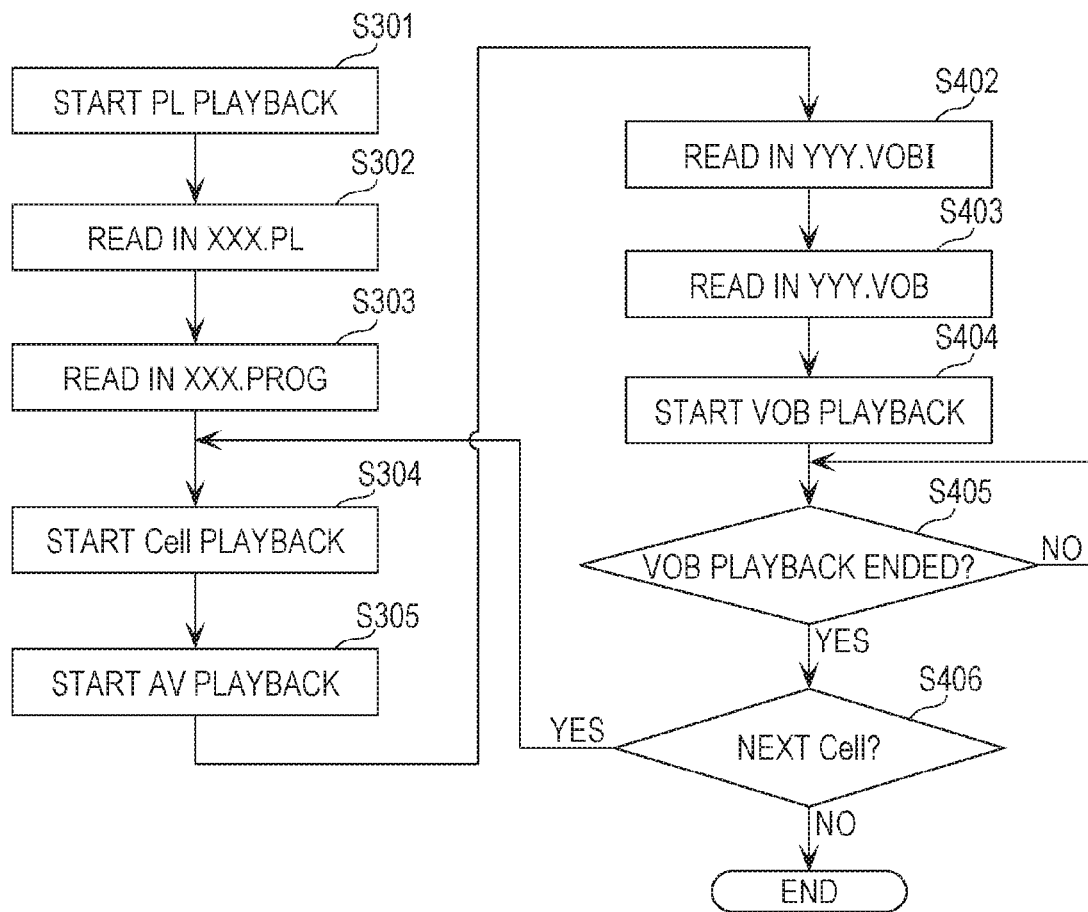 S301
START PL PLAYBACK
S302
READ IN XXX.PL
S303
READ IN XXX.PROG
S304
START Cell PLAYBACK
S305
START AV PLAYBACK
S402
READ IN YYY.VOBI
S403
READ IN YYY.VOB
S404
START VOB PLAYBACK
S405
VOB PLAYBACK ENDED?
NO
YES
S406
NEXT Cell?
YES
NO
END